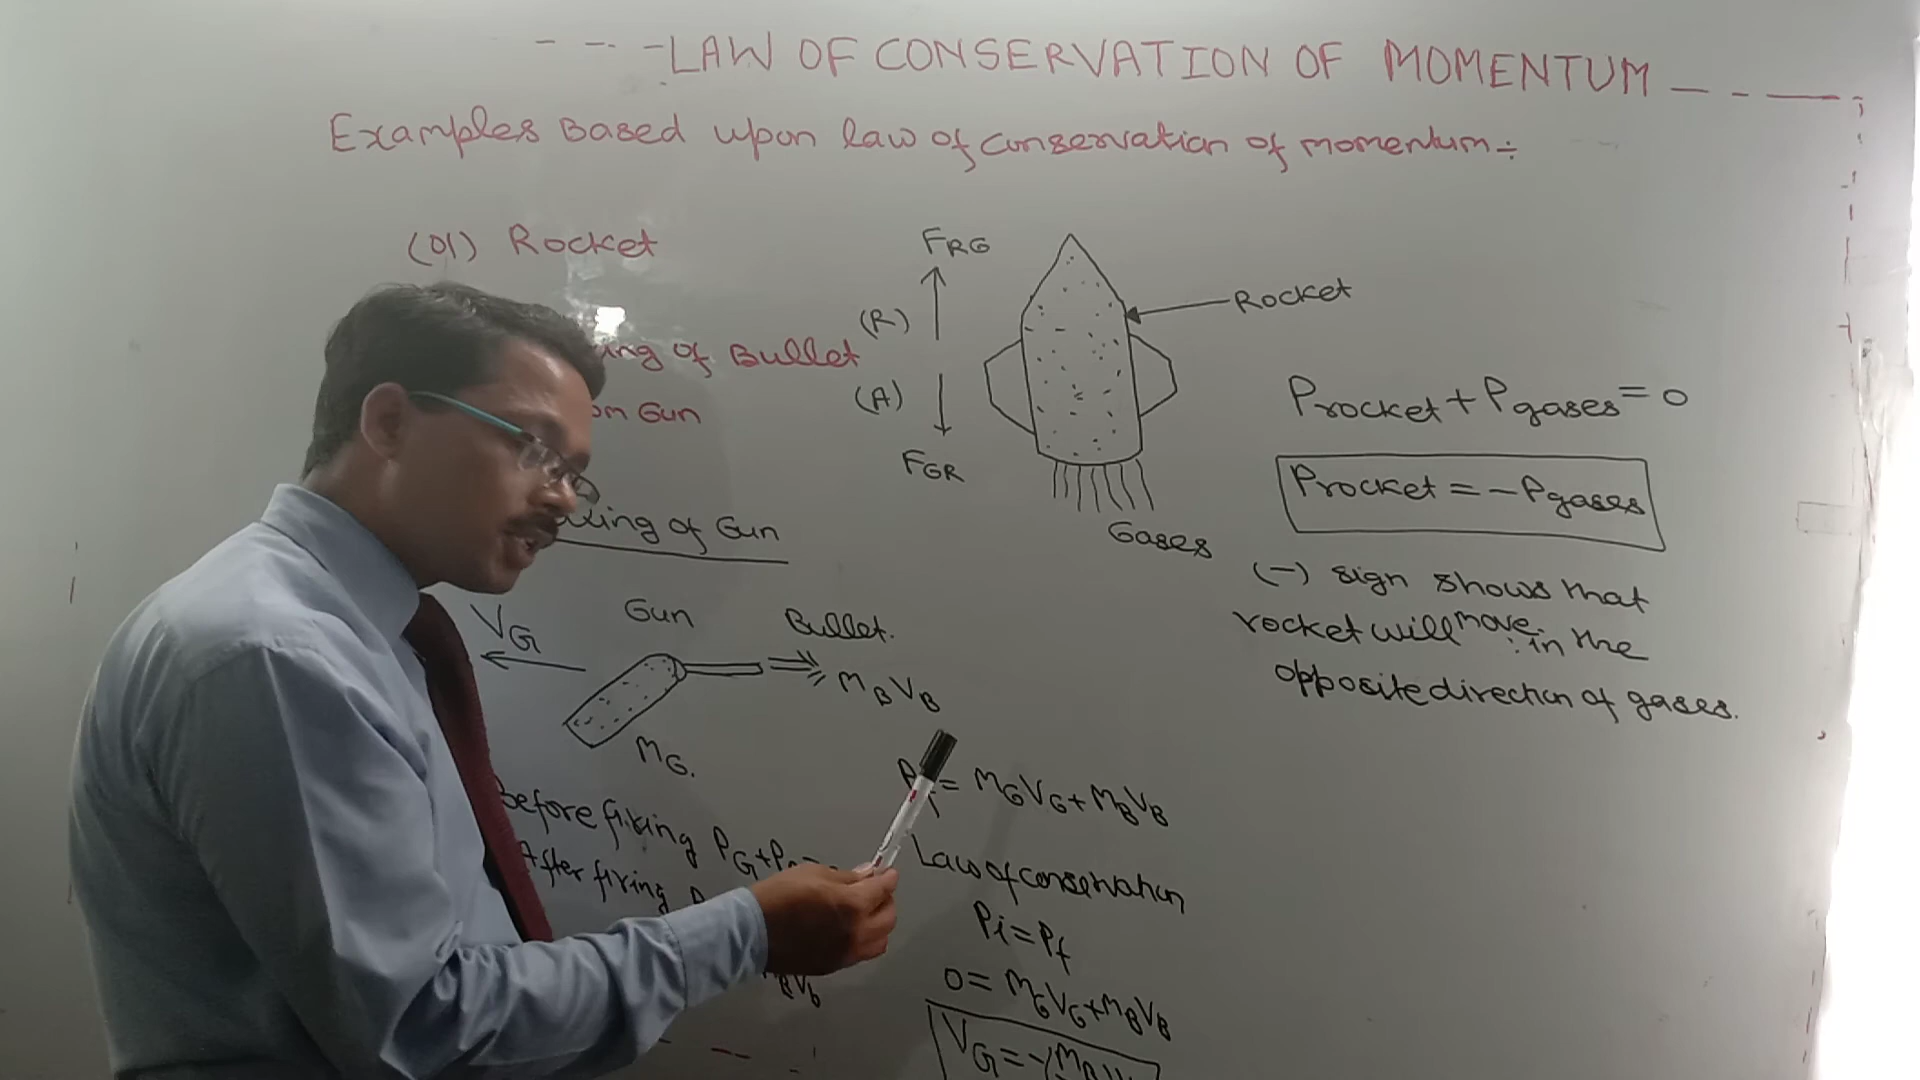 LAW OF CONSERVATION OF MOMENTUM
Examples Based upon law of conservation of momentum:-
(01) Rocket
of Bullet
Gun
of Gun
FRG
(R)
(A)
FGR
Rocket
Gases
Procket + Pgases = 0
Procket = - Pgases
(-) sign shows that
rocket will move in the
opposite direction of gases.
VG
Gun
Bullet.
MBVB
MG.
Before firing PG+
After firing
= MGVG+MBVB
Law of conservation
Pi = Pf
0 = MGVG+MBVB
VG = -